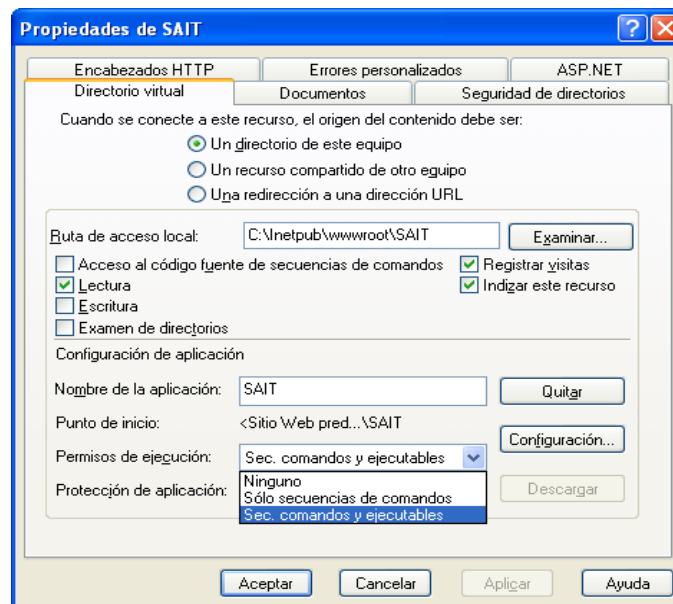 Propiedades de SAIT
Encabezados HTTP Errores personalizados ASP.NET
Directorio virtual Documentos Seguridad de directorios
Cuando se conecte a este recurso, el origen del contenido debe ser:
Un directorio de este equipo
Un recurso compartido de otro equipo
Una redirección a una dirección URL
Ruta de acceso local: C:\Inetpub\wwwroot\SAIT Examinar...
Acceso al código fuente de secuencias de comandos Registrar visitas
Lectura Indizar este recurso
Escritura
Examen de directorios
Configuración de aplicación
Nombre de la aplicación: SAIT Quitar
Punto de inicio: <Sitio Web pred...\SAIT
Configuración...
Permisos de ejecución: Sec. comandos y ejecutables
Ninguno
Protección de aplicación: Sólo secuencias de comandos Descargar
Sec. comandos y ejecutables
Aceptar Cancelar Aplicar Ayuda